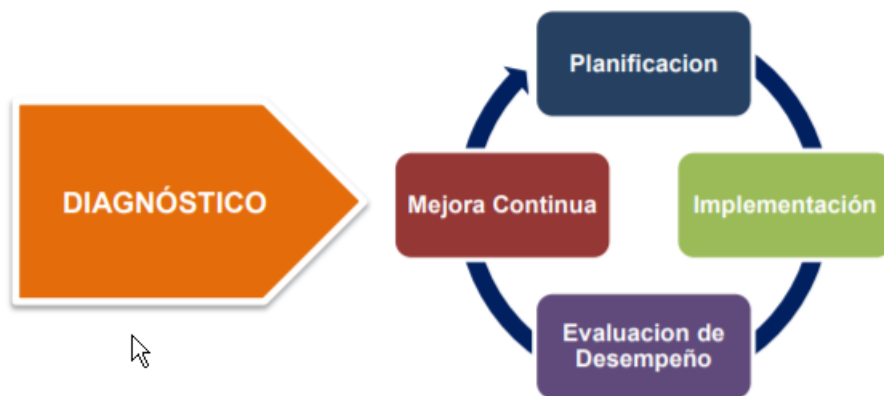 DIAGNÓSTICO
Planificacion
Implementación
Evaluacion de
Desempeño
Mejora Continua